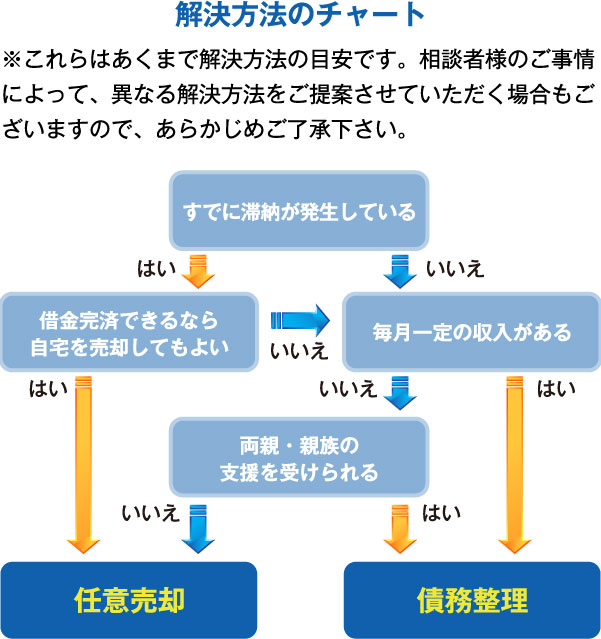 解決方法のチャート
※これらはあくまで解決方法の目安です。相談者様のご事情
によって、異なる解決方法をご提案させていただく場合もご
ざいますので、あらかじめご了承下さい。
すでに滞納が発生している
はい
いいえ
借金完済できるなら
自宅を売却してもよい
いいえ
毎月一定の収入がある
はい
いいえ
はい
両親・親族の
支援を受けられる
いいえ
はい
任意売却
債務整理